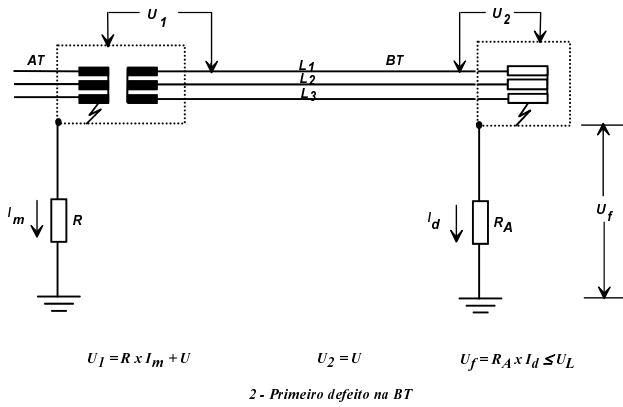 U1 U2
AT L1 BT
L2
L3
Im R Id RA Uf
U1 = R x Im + U U2 = U Uf = RA x Id ≤ UL
2 - Primeiro defeito na BT